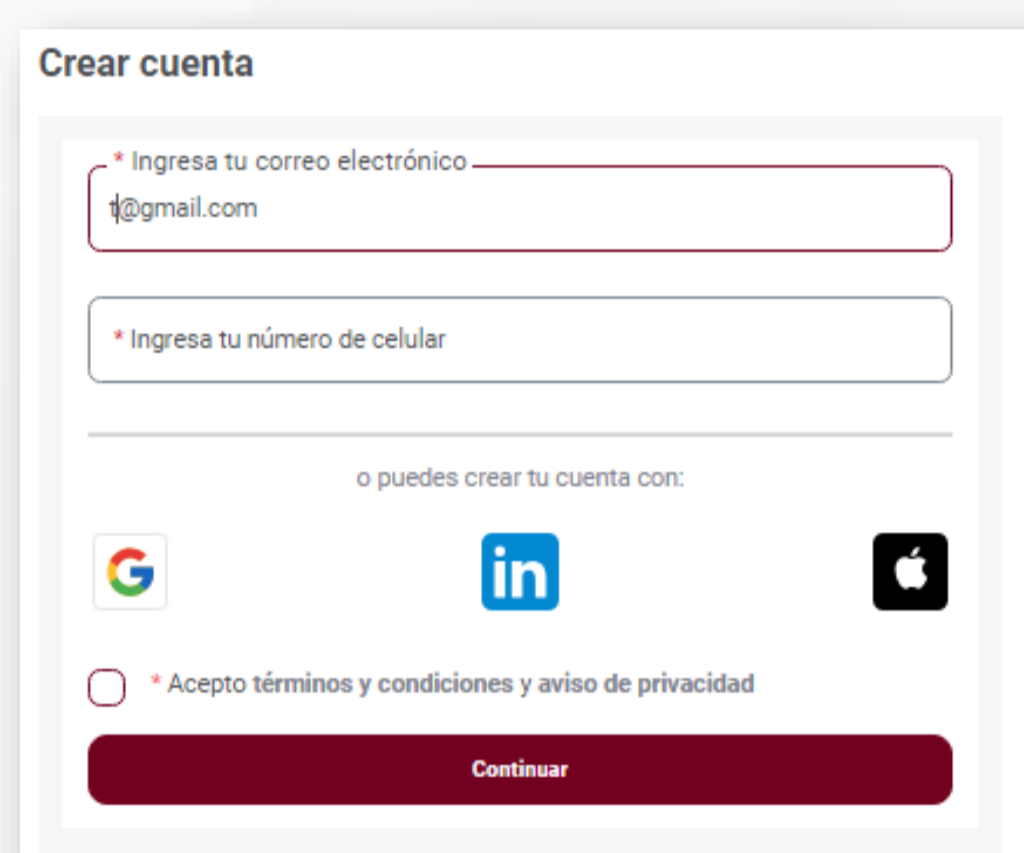 Crear cuenta
* Ingresa tu correo electrónico
t@gmail.com
* Ingresa tu número de celular
o puedes crear tu cuenta con:
G in
* Acepto términos y condiciones y aviso de privacidad
Continuar